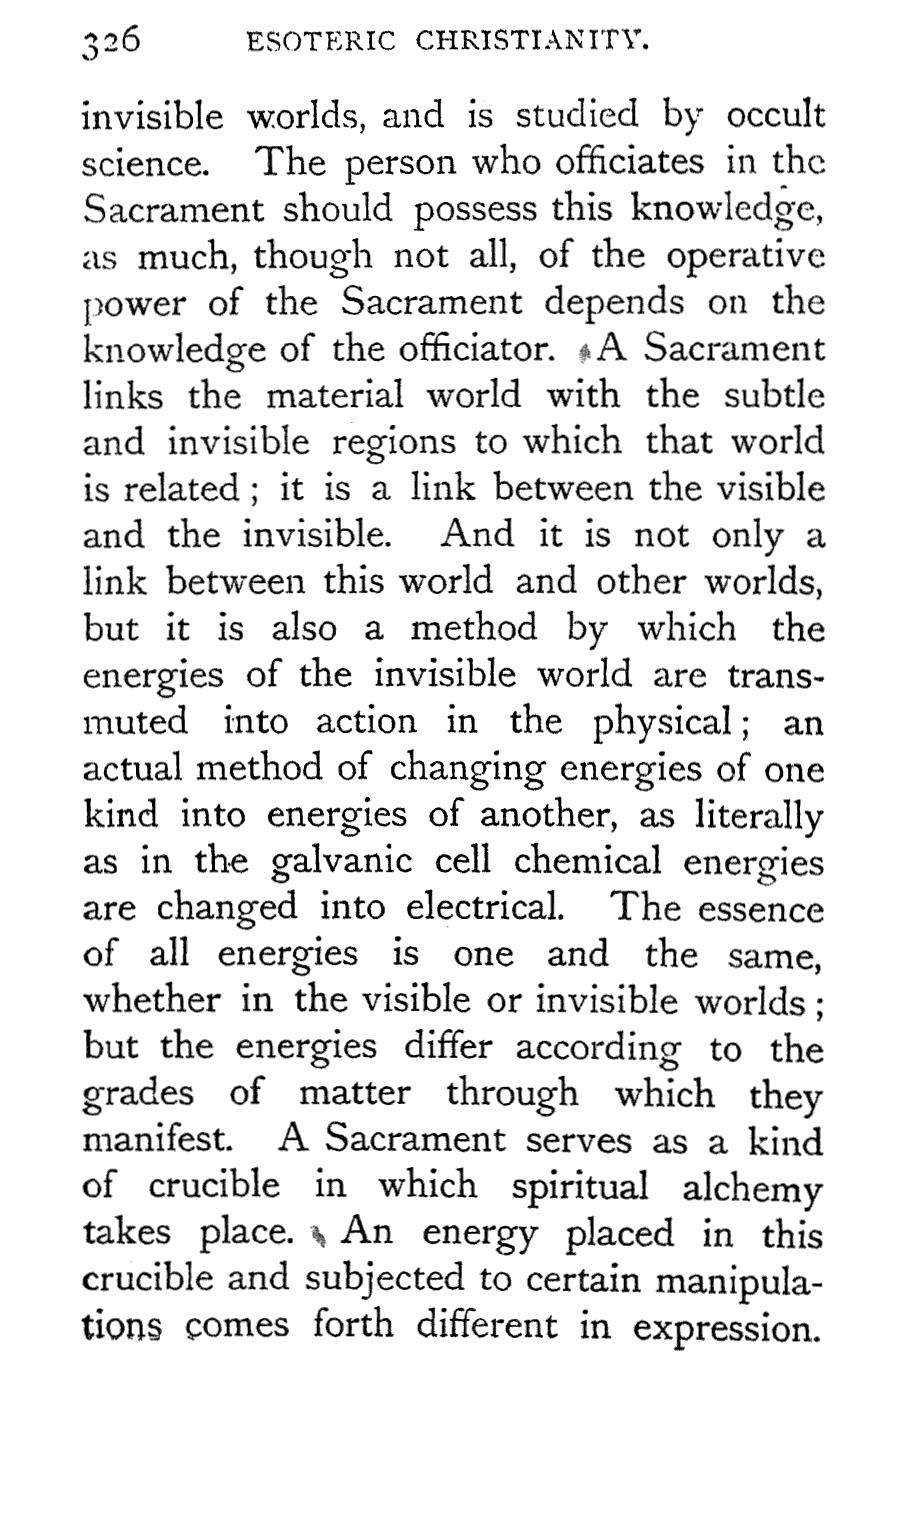 326 ESOTERIC CHRISTIANITY.
invisible worlds, and is studied by occult
science. The person who officiates in the
Sacrament should possess this knowledge,
as much, though not all, of the operative
power of the Sacrament depends on the
knowledge of the officiator. A Sacrament
links the material world with the subtle
and invisible regions to which that world
is related ; it is a link between the visible
and the invisible. And it is not only a
link between this world and other worlds,
but it is also a method by which the
energies of the invisible world are trans-
muted into action in the physical ; an
actual method of changing energies of one
kind into energies of another, as literally
as in the galvanic cell chemical energies
are changed into electrical. The essence
of all energies is one and the same,
whether in the visible or invisible worlds ;
but the energies differ according to the
grades of matter through which they
manifest. A Sacrament serves as a kind
of crucible in which spiritual alchemy
takes place. An energy placed in this
crucible and subjected to certain manipula-
tions comes forth different in expression.